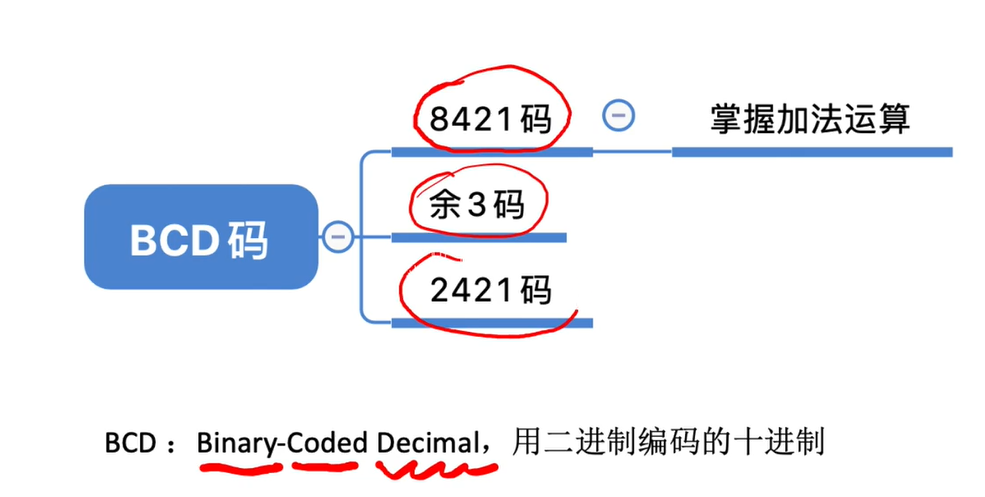 8421码
掌握加法运算
余3码
BCD码
2421码
BCD：Binary-Coded Decimal，用二进制编码的十进制